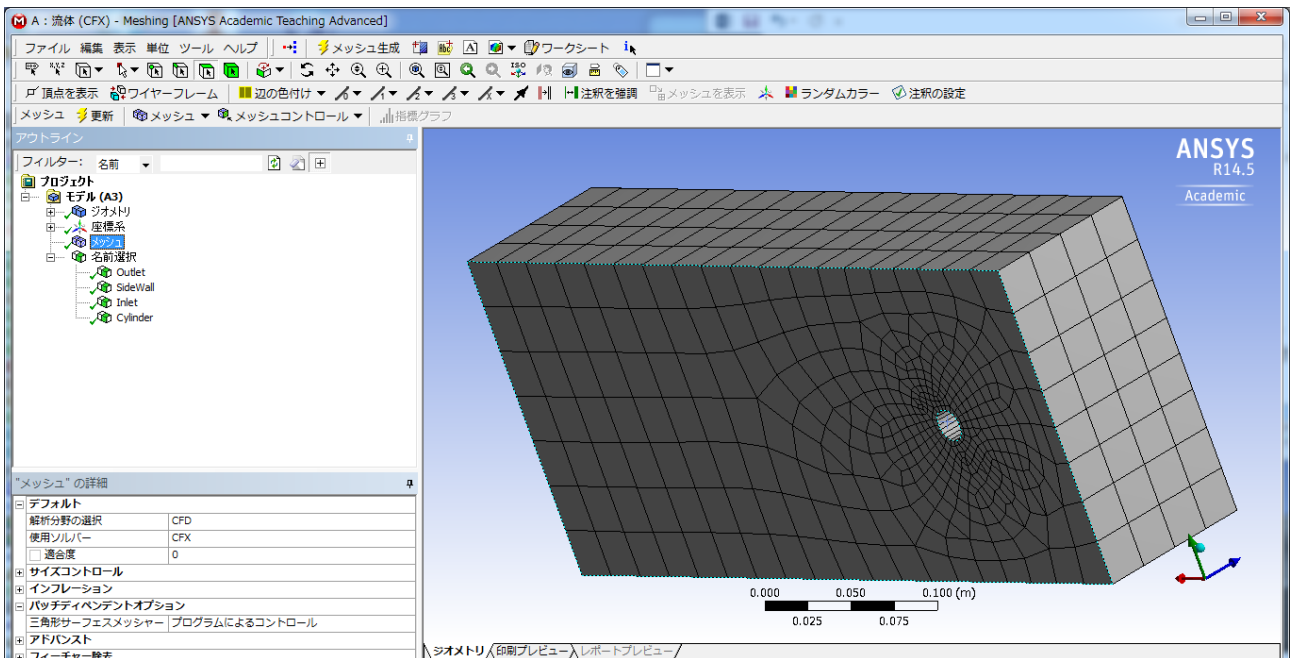 A : 流体 (CFX) - Meshing [ANSYS Academic Teaching Advanced]
ファイル 編集 表示 単位 ツール ヘルプ メッシュ生成 ワークシート
頂点を表示 ワイヤーフレーム 辺の色付け 注釈を強調 メッシュを表示 ランダムカラー 注釈の設定
メッシュ 更新 メッシュ メッシュコントロール 指標グラフ
アウトライン
フィルター: 名前
プロジェクト
モデル (A3)
ジオメトリ
座標系
メッシュ
名前選択
Outlet
SideWall
Inlet
Cylinder
"メッシュ" の詳細
デフォルト
解析分野の選択 CFD
使用ソルバー CFX
適合度 0
サイズコントロール
インフレーション
パッチディペンデントオプション
三角形サーフェスメッシャー プログラムによるコントロール
アドバンスト
フィーチャー除去
ANSYS
R14.5
Academic
0.000 0.050 0.100 (m)
0.025 0.075
ジオメトリ 印刷プレビュー レポートプレビュー